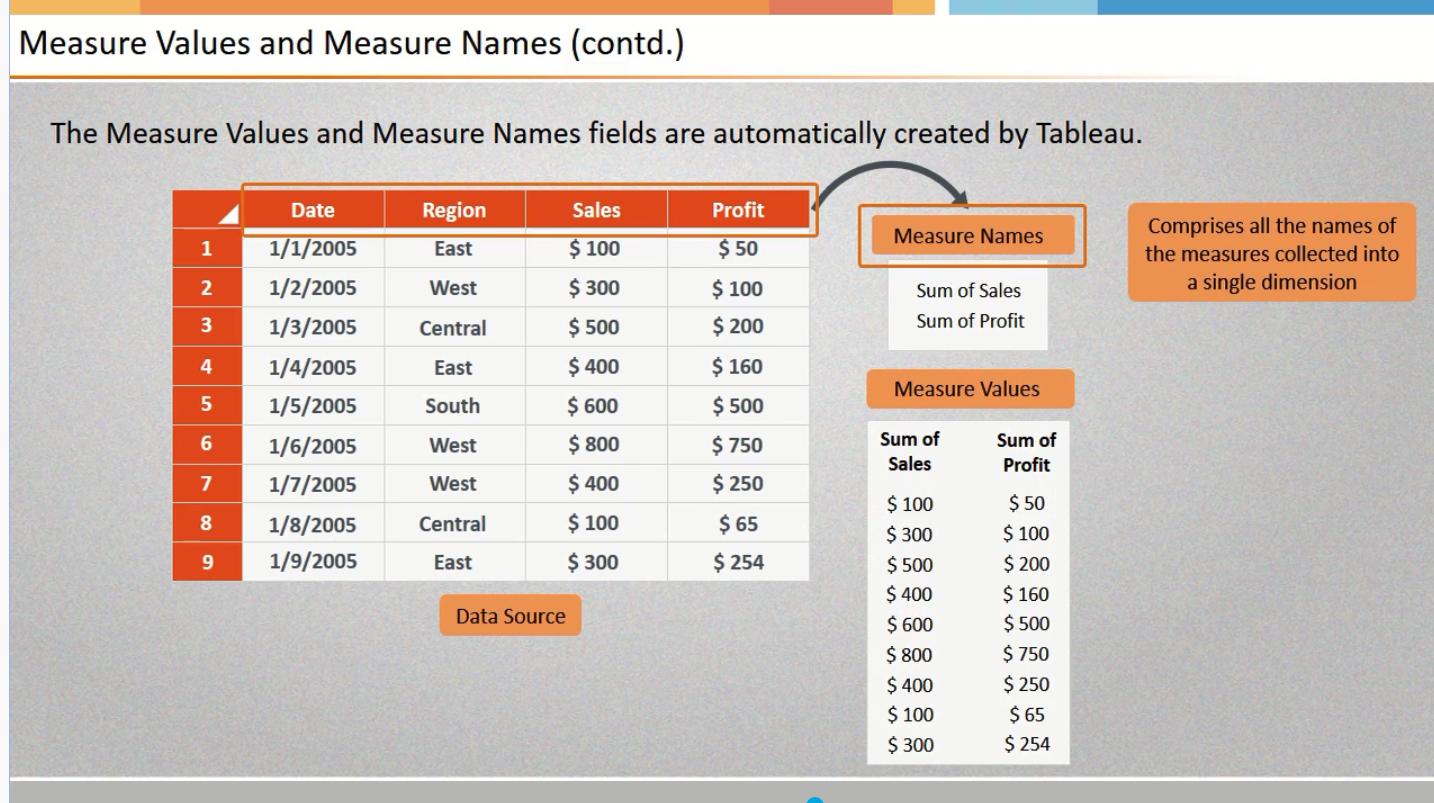 Measure Values and Measure Names (contd.)
The Measure Values and Measure Names fields are automatically created by Tableau.
Date Region Sales Profit
1 1/1/2005 East $ 100 $ 50
2 1/2/2005 West $ 300 $ 100
3 1/3/2005 Central $ 500 $ 200
4 1/4/2005 East $ 400 $ 160
5 1/5/2005 South $ 600 $ 500
6 1/6/2005 West $ 800 $ 750
7 1/7/2005 West $ 400 $ 250
8 1/8/2005 Central $ 100 $ 65
9 1/9/2005 East $ 300 $ 254
Data Source
Measure Names
Sum of Sales
Sum of Profit
Comprises all the names of
the measures collected into
a single dimension
Measure Values
Sum of Sum of
Sales Profit
$ 100 $ 50
$ 300 $ 100
$ 500 $ 200
$ 400 $ 160
$ 600 $ 500
$ 800 $ 750
$ 400 $ 250
$ 100 $ 65
$ 300 $ 254